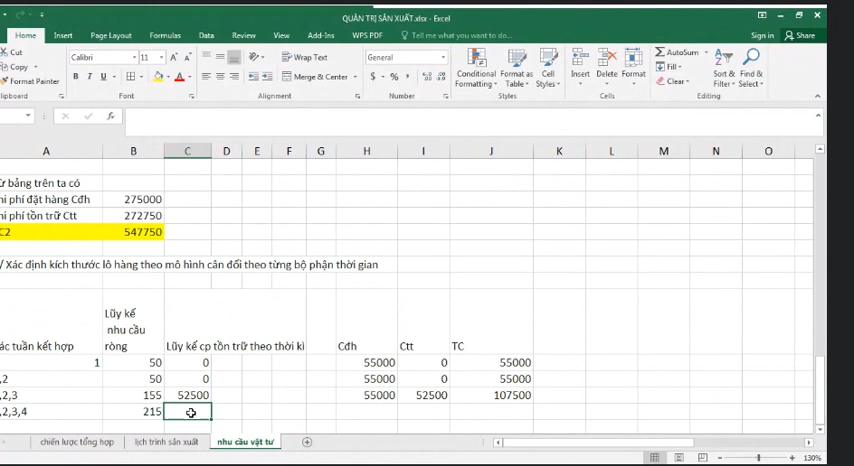 QUẢN TRỊ SẢN XUẤT.xlsx - Excel
Home Insert Page Layout Formulas Data Review View Add-Ins WPS PDF Tell me what you want to do... Sign in Share
Cut
Copy
Format Painter
Calibri 11
Wrap Text
Merge & Center
General
Conditional Formatting
Format as Table
Cell Styles
Insert Delete Format
AutoSum
Fill
Clear
Sort & Filter
Find & Select
lipboard Font Alignment Number Styles Cells Editing
fx
A B C D E F G H I J K L M N O
ừ bảng trên ta có
hi phí đặt hàng Cđh 275000
hi phí tồn trữ Ctt 272750
C2 547750
/ Xác định kích thước lô hàng theo mô hình cân đối theo từng bộ phận thời gian
ác tuần kết hợp Lũy kế nhu cầu ròng Lũy kế cp tồn trữ theo thời kì Cđh Ctt TC
1 50 0 55000 0 55000
,2 50 0 55000 0 55000
,2,3 155 52500 55000 52500 107500
,2,3,4 215
chiến lược tổng hợp lịch trình sản xuất nhu cầu vật tư
130%